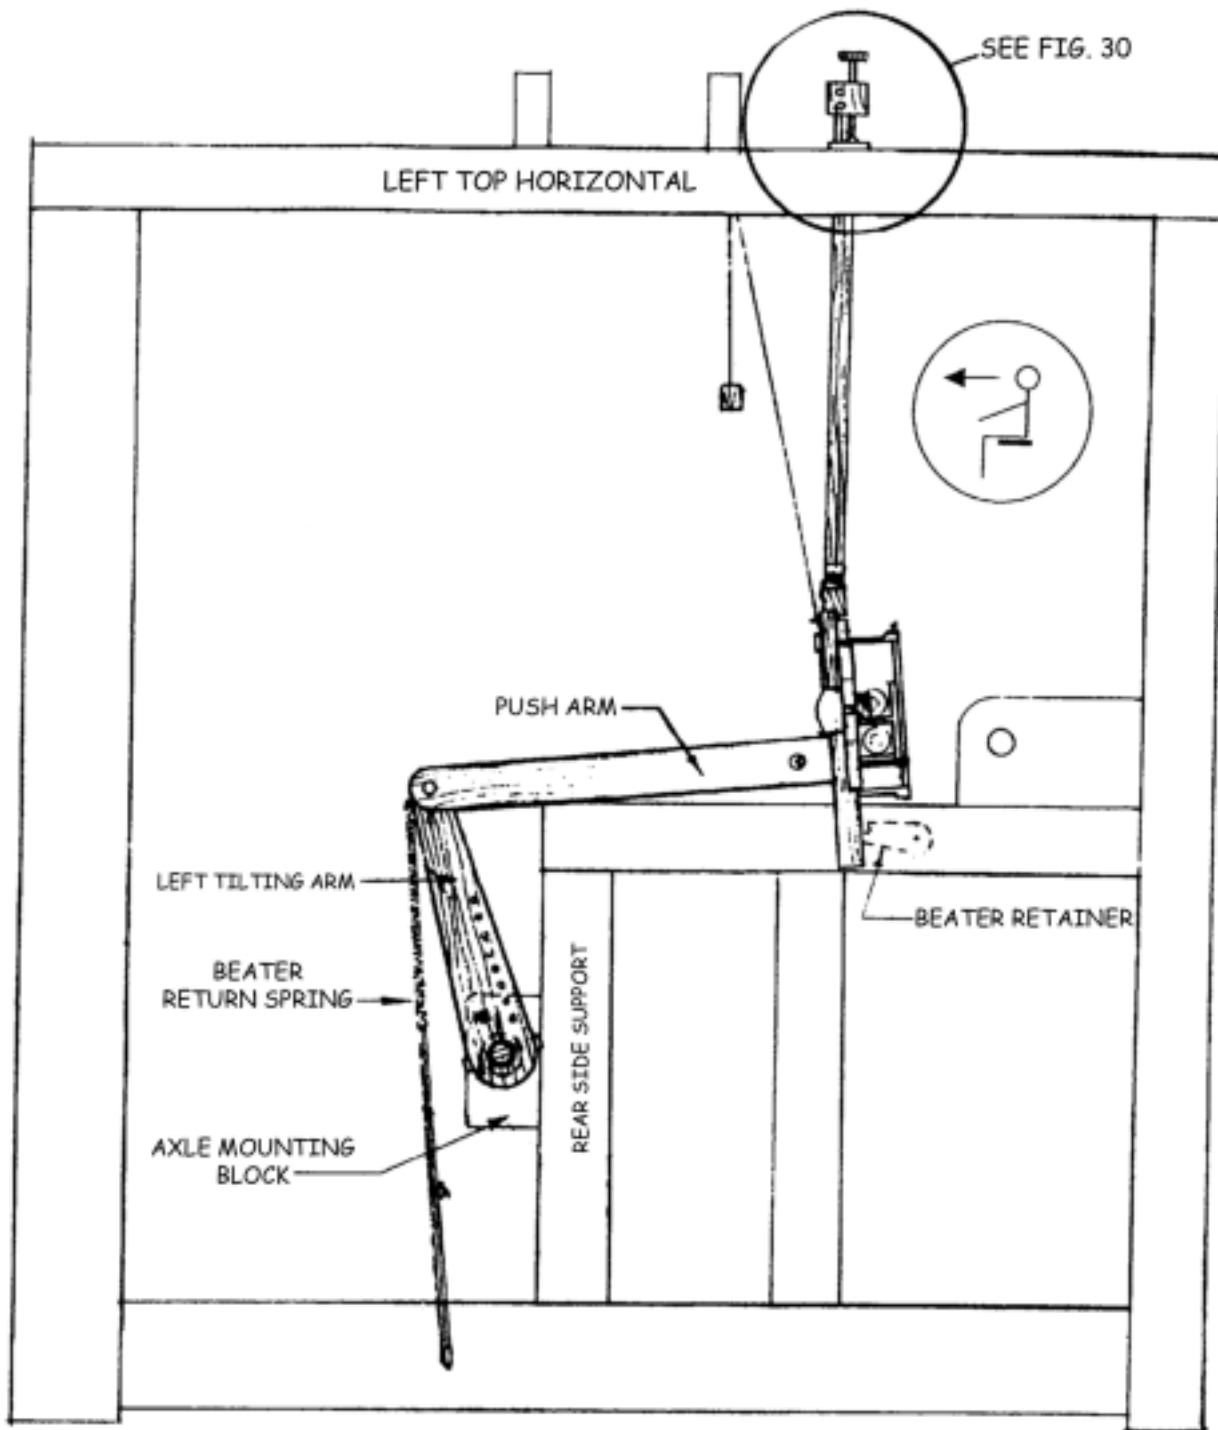 SEE FIG. 30
LEFT TOP HORIZONTAL
PUSH ARM
LEFT TILTING ARM
BEATER RETAINER
BEATER
RETURN SPRING
REAR SIDE SUPPORT
AXLE MOUNTING
BLOCK